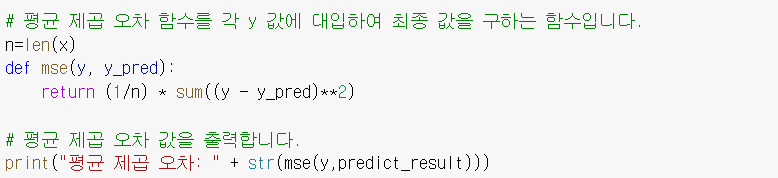 # 평균 제곱 오차 함수를 각 y 값에 대입하여 최종 값을 구하는 함수입니다.
n=len(x)
def mse(y, y_pred):
    return (1/n) * sum((y - y_pred)**2)
# 평균 제곱 오차 값을 출력합니다.
print("평균 제곱 오차: " + str(mse(y,predict_result)))